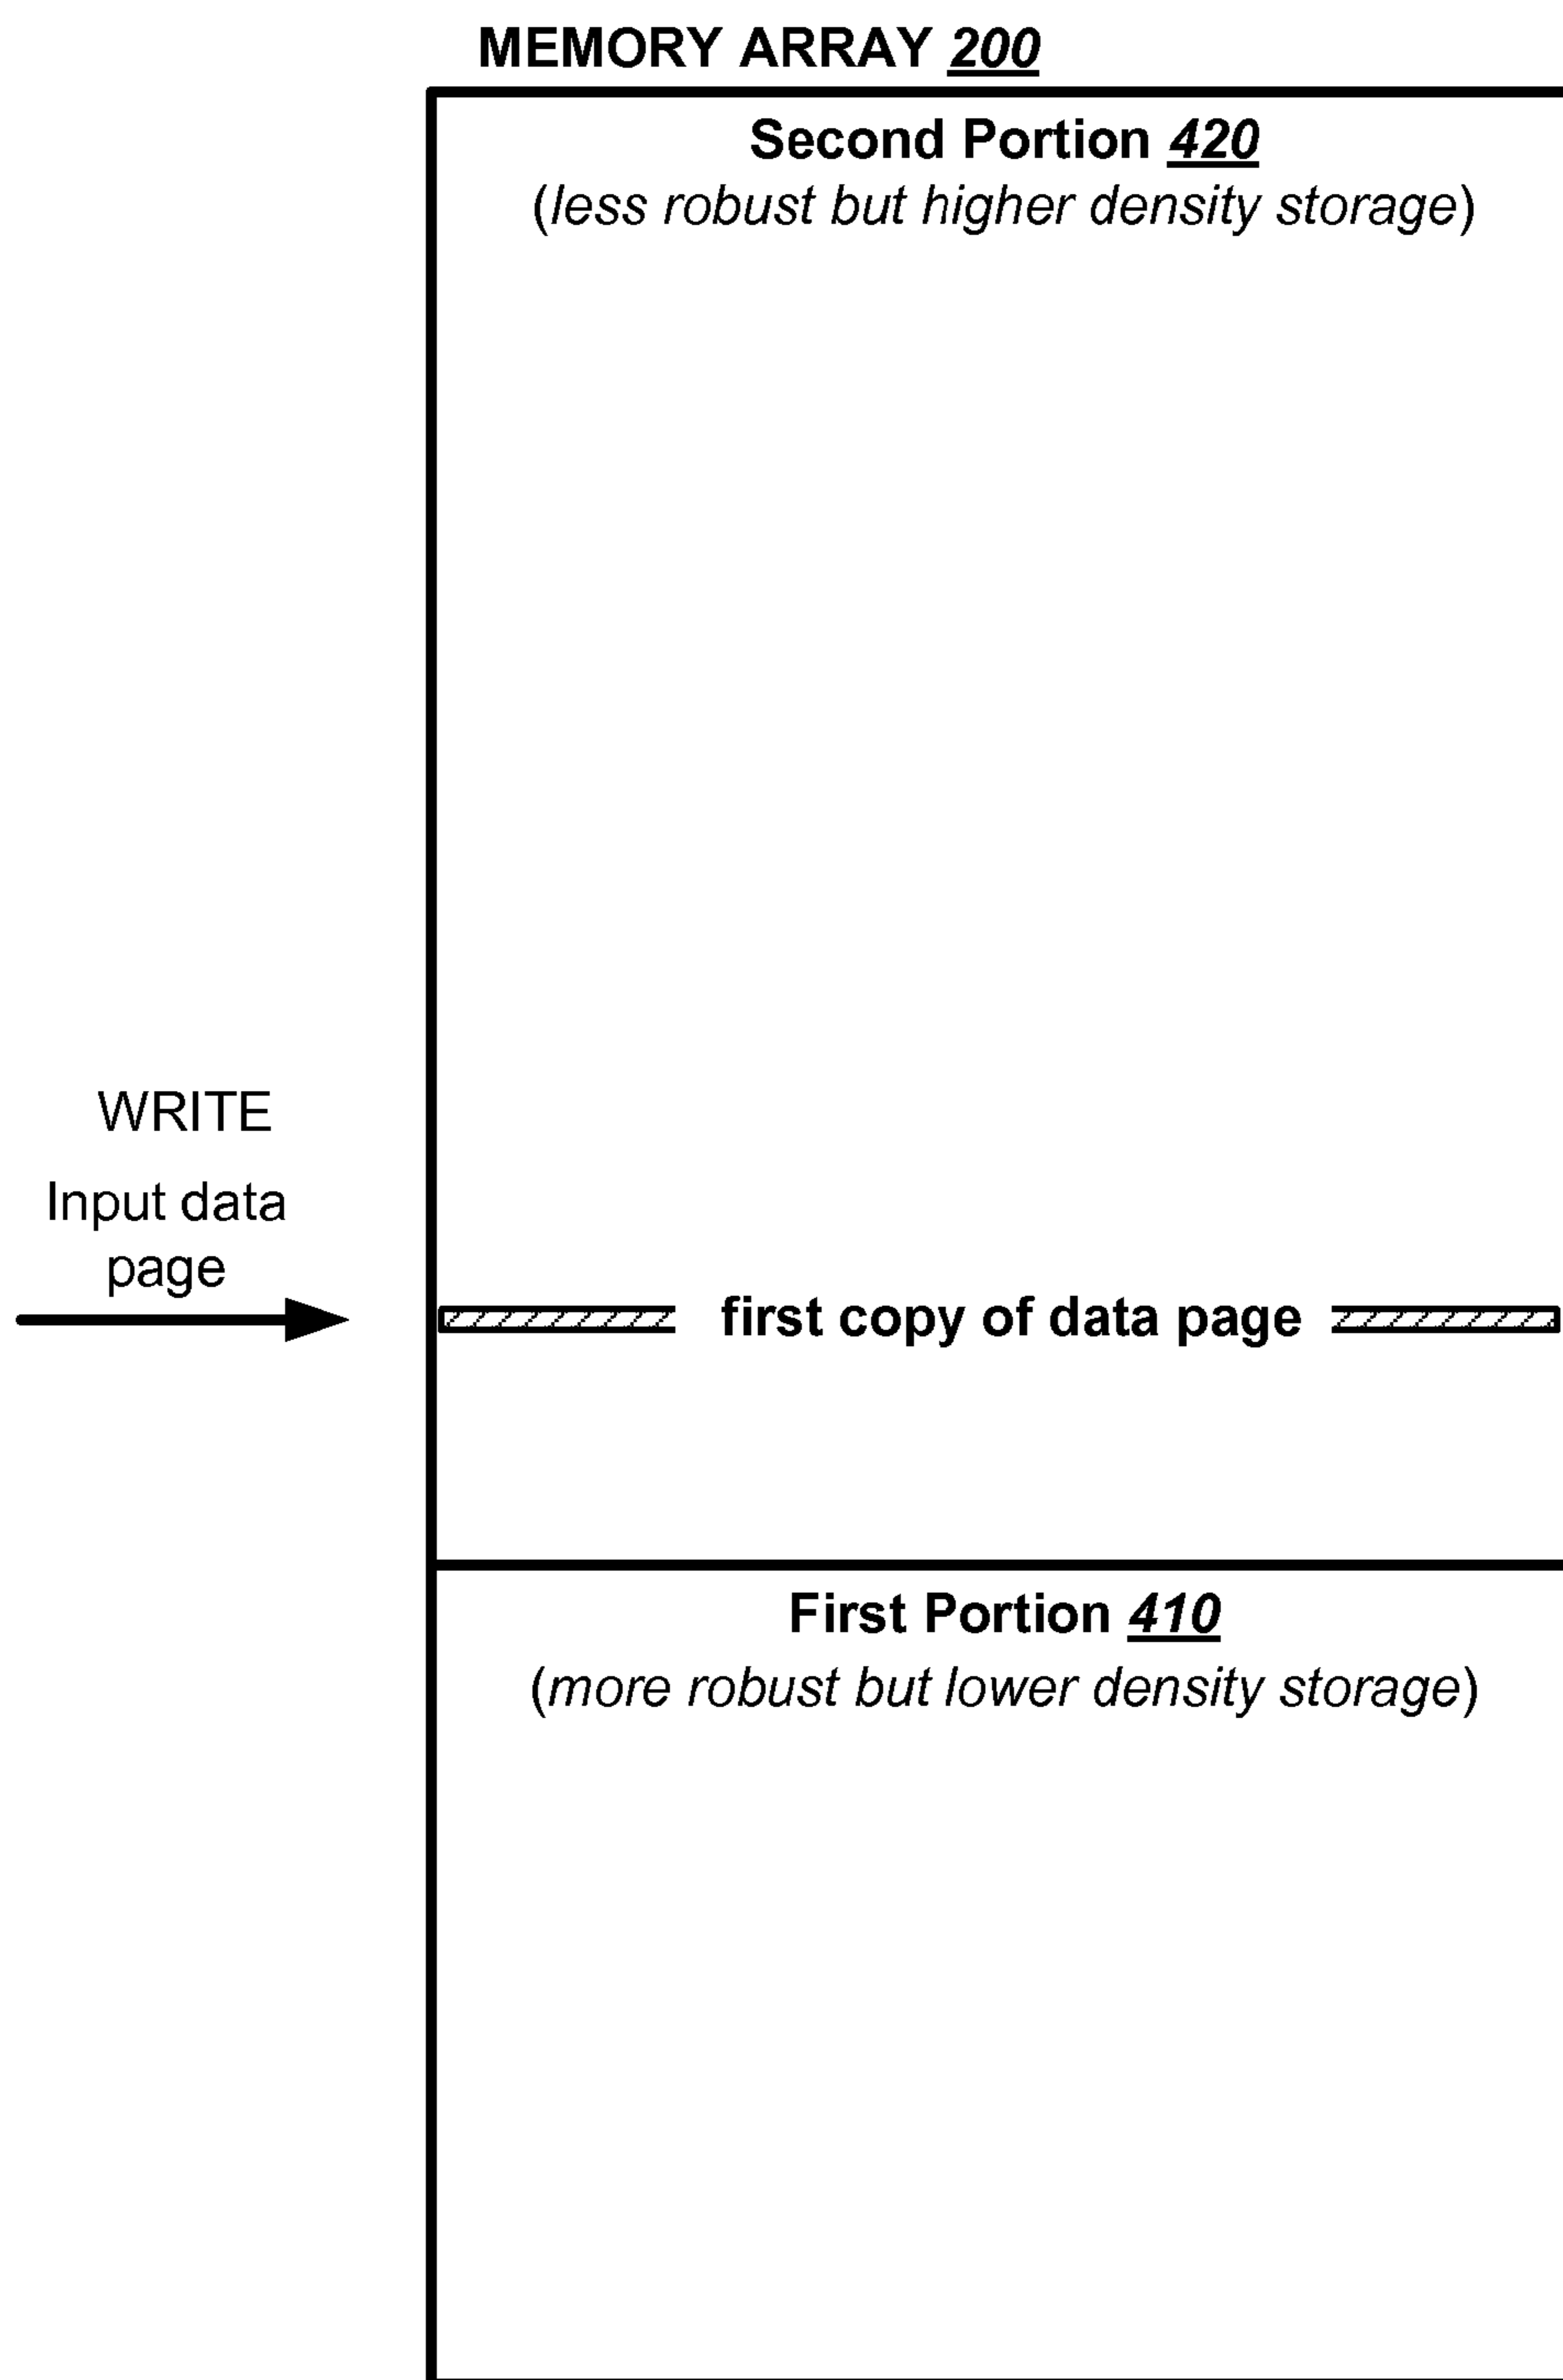 MEMORY ARRAY 200
Second Portion 420
(less robust but higher density storage)
WRITE
Input data
page
first copy of data page
First Portion 410
(more robust but lower density storage)